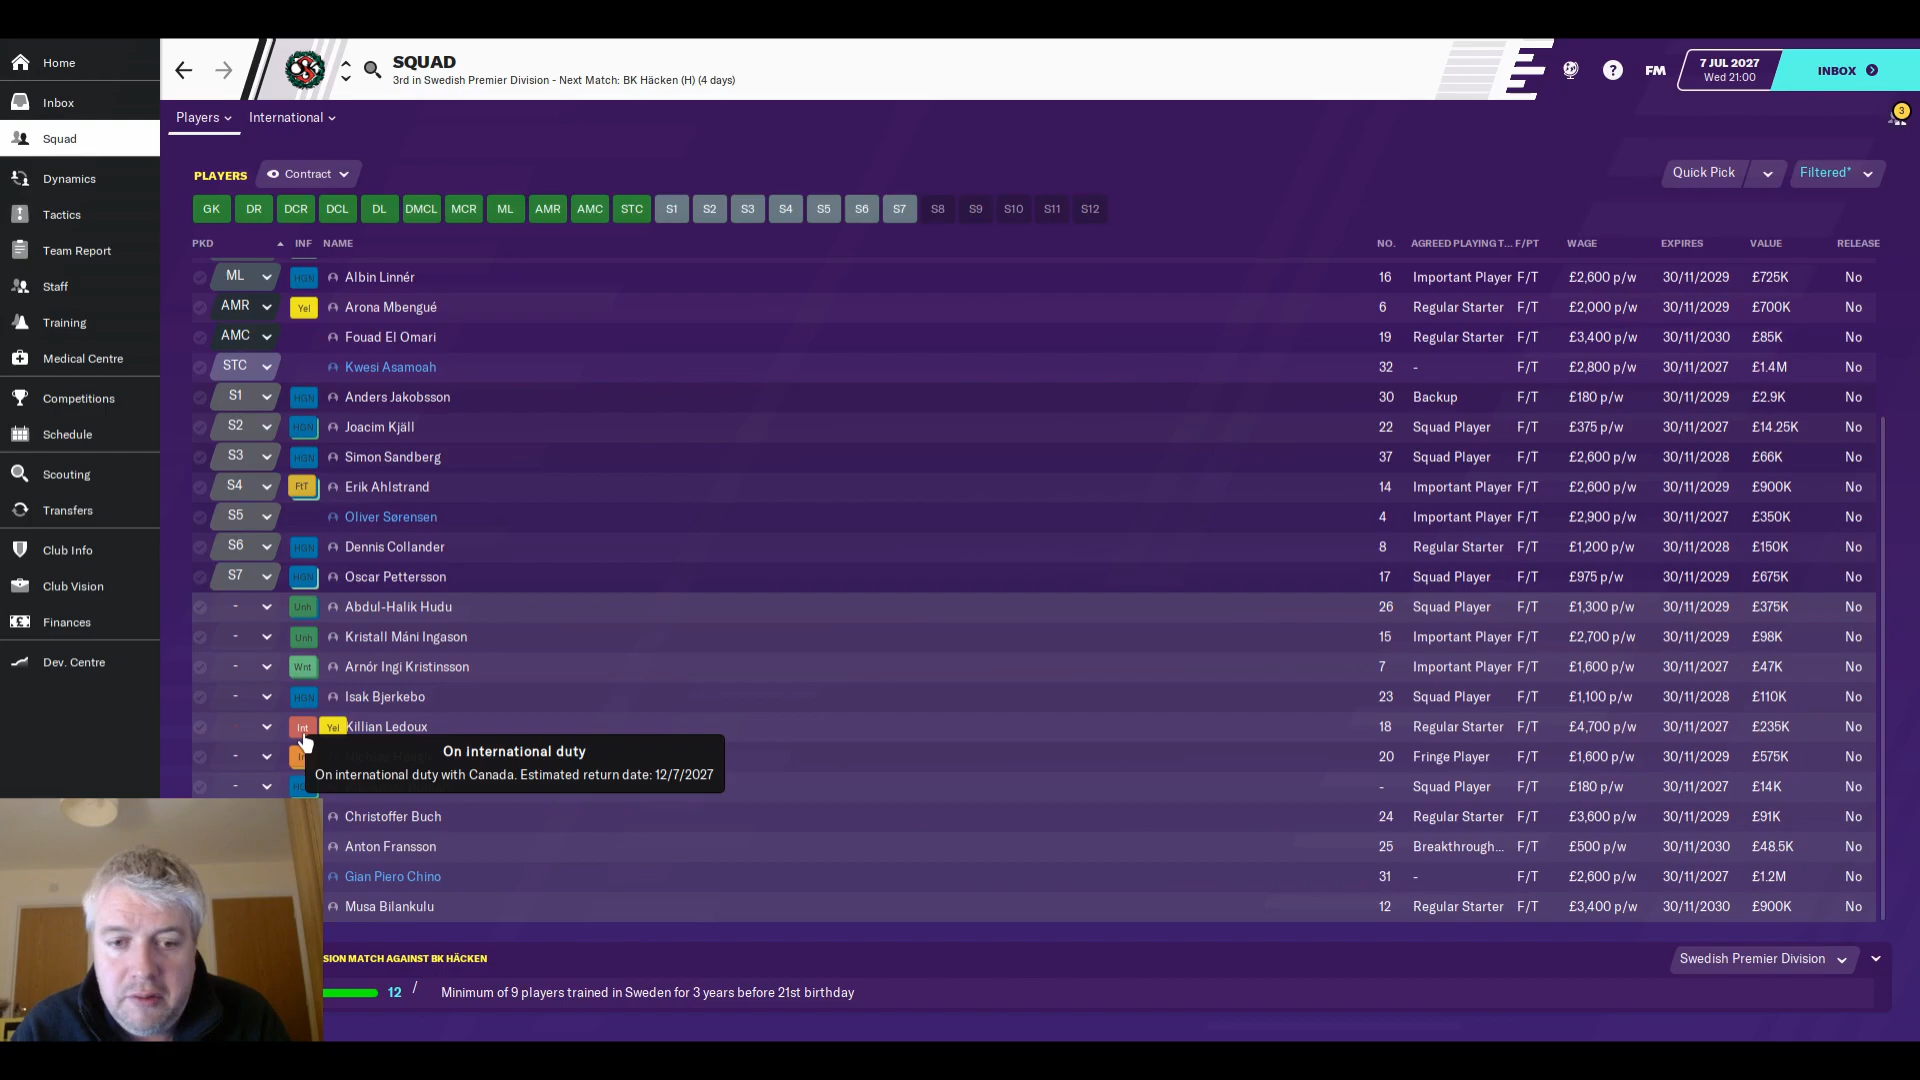 Home
Inbox
Squad
Dynamics
Tactics
Team Report
Staff
Training
Medical Centre
Competitions
Schedule
Scouting
Transfers
Club Info
Club Vision
Finances
Dev. Centre
SQUAD
3rd in Swedish Premier Division - Next Match: BK Häcken (H) (4 days)
? FM 7 JUL 2027 Wed 21:00 INBOX
Players International 3
PLAYERS Contract Quick Pick Filtered*
GK DR DCR DCL DL DMCL MCR ML AMR AMC STC S1 S2 S3 S4 S5 S6 S7 S8 S9 S10 S11 S12
PKD INF NAME NO. AGREED PLAYING T... F/PT WAGE EXPIRES VALUE RELEASE
ML HGN Albin Linnér 16 Important Player F/T £2,600 p/w 30/11/2029 £725K No
AMR Yel Arona Mbengué 6 Regular Starter F/T £2,000 p/w 30/11/2029 £700K No
AMC Fouad El Omari 19 Regular Starter F/T £3,400 p/w 30/11/2030 £85K No
STC Kwesi Asamoah 32 - F/T £2,800 p/w 30/11/2027 £1.4M No
S1 HGN Anders Jakobsson 30 Backup F/T £180 p/w 30/11/2029 £2.9K No
S2 HGN Joacim Kjäll 22 Squad Player F/T £375 p/w 30/11/2027 £14.25K No
S3 HGN Simon Sandberg 37 Squad Player F/T £2,600 p/w 30/11/2028 £66K No
S4 FtT Erik Ahlstrand 14 Important Player F/T £2,600 p/w 30/11/2029 £900K No
S5 Oliver Sørensen 4 Important Player F/T £2,900 p/w 30/11/2027 £350K No
S6 HGN Dennis Collander 8 Regular Starter F/T £1,200 p/w 30/11/2028 £150K No
S7 HGN Oscar Pettersson 17 Squad Player F/T £975 p/w 30/11/2029 £675K No
- Unh Abdul-Halik Hudu 26 Squad Player F/T £1,300 p/w 30/11/2029 £375K No
- Unh Kristall Máni Ingason 15 Important Player F/T £2,700 p/w 30/11/2029 £98K No
- Wnt Arnór Ingi Kristinsson 7 Important Player F/T £1,600 p/w 30/11/2027 £47K No
- HGN Isak Bjerkebo 23 Squad Player F/T £1,100 p/w 30/11/2028 £110K No
Int Yel Killian Ledoux 18 Regular Starter F/T £4,700 p/w 30/11/2029 £235K No
- 20 Fringe Player F/T £1,600 p/w 30/11/2029 £575K No
- - Squad Player F/T £180 p/w 30/11/2027 £14K No
On international duty
On international duty with Canada. Estimated return date: 12/7/2027
Christoffer Buch 24 Regular Starter F/T £3,600 p/w 30/11/2029 £91K No
Anton Fransson 25 Breakthrough... F/T £500 p/w 30/11/2030 £48.5K No
Gian Piero Chino 31 - F/T £2,600 p/w 30/11/2027 £1.2M No
Musa Bilankulu 12 Regular Starter F/T £3,400 p/w 30/11/2030 £900K No
SION MATCH AGAINST BK HÄCKEN Swedish Premier Division
12 / Minimum of 9 players trained in Sweden for 3 years before 21st birthday